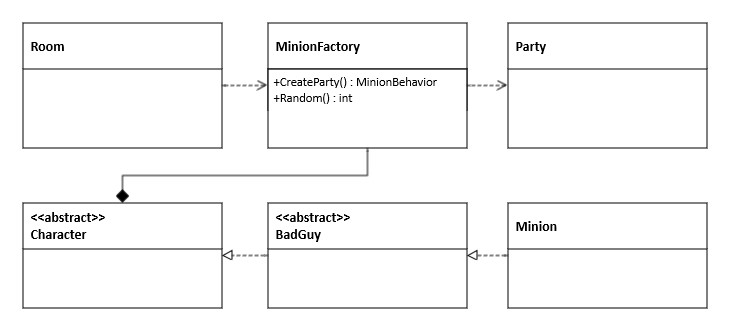 Room
MinionFactory
+CreateParty() : MinionBehavior
+Random() : int
Party
<<abstract>>
Character
<<abstract>>
BadGuy
Minion